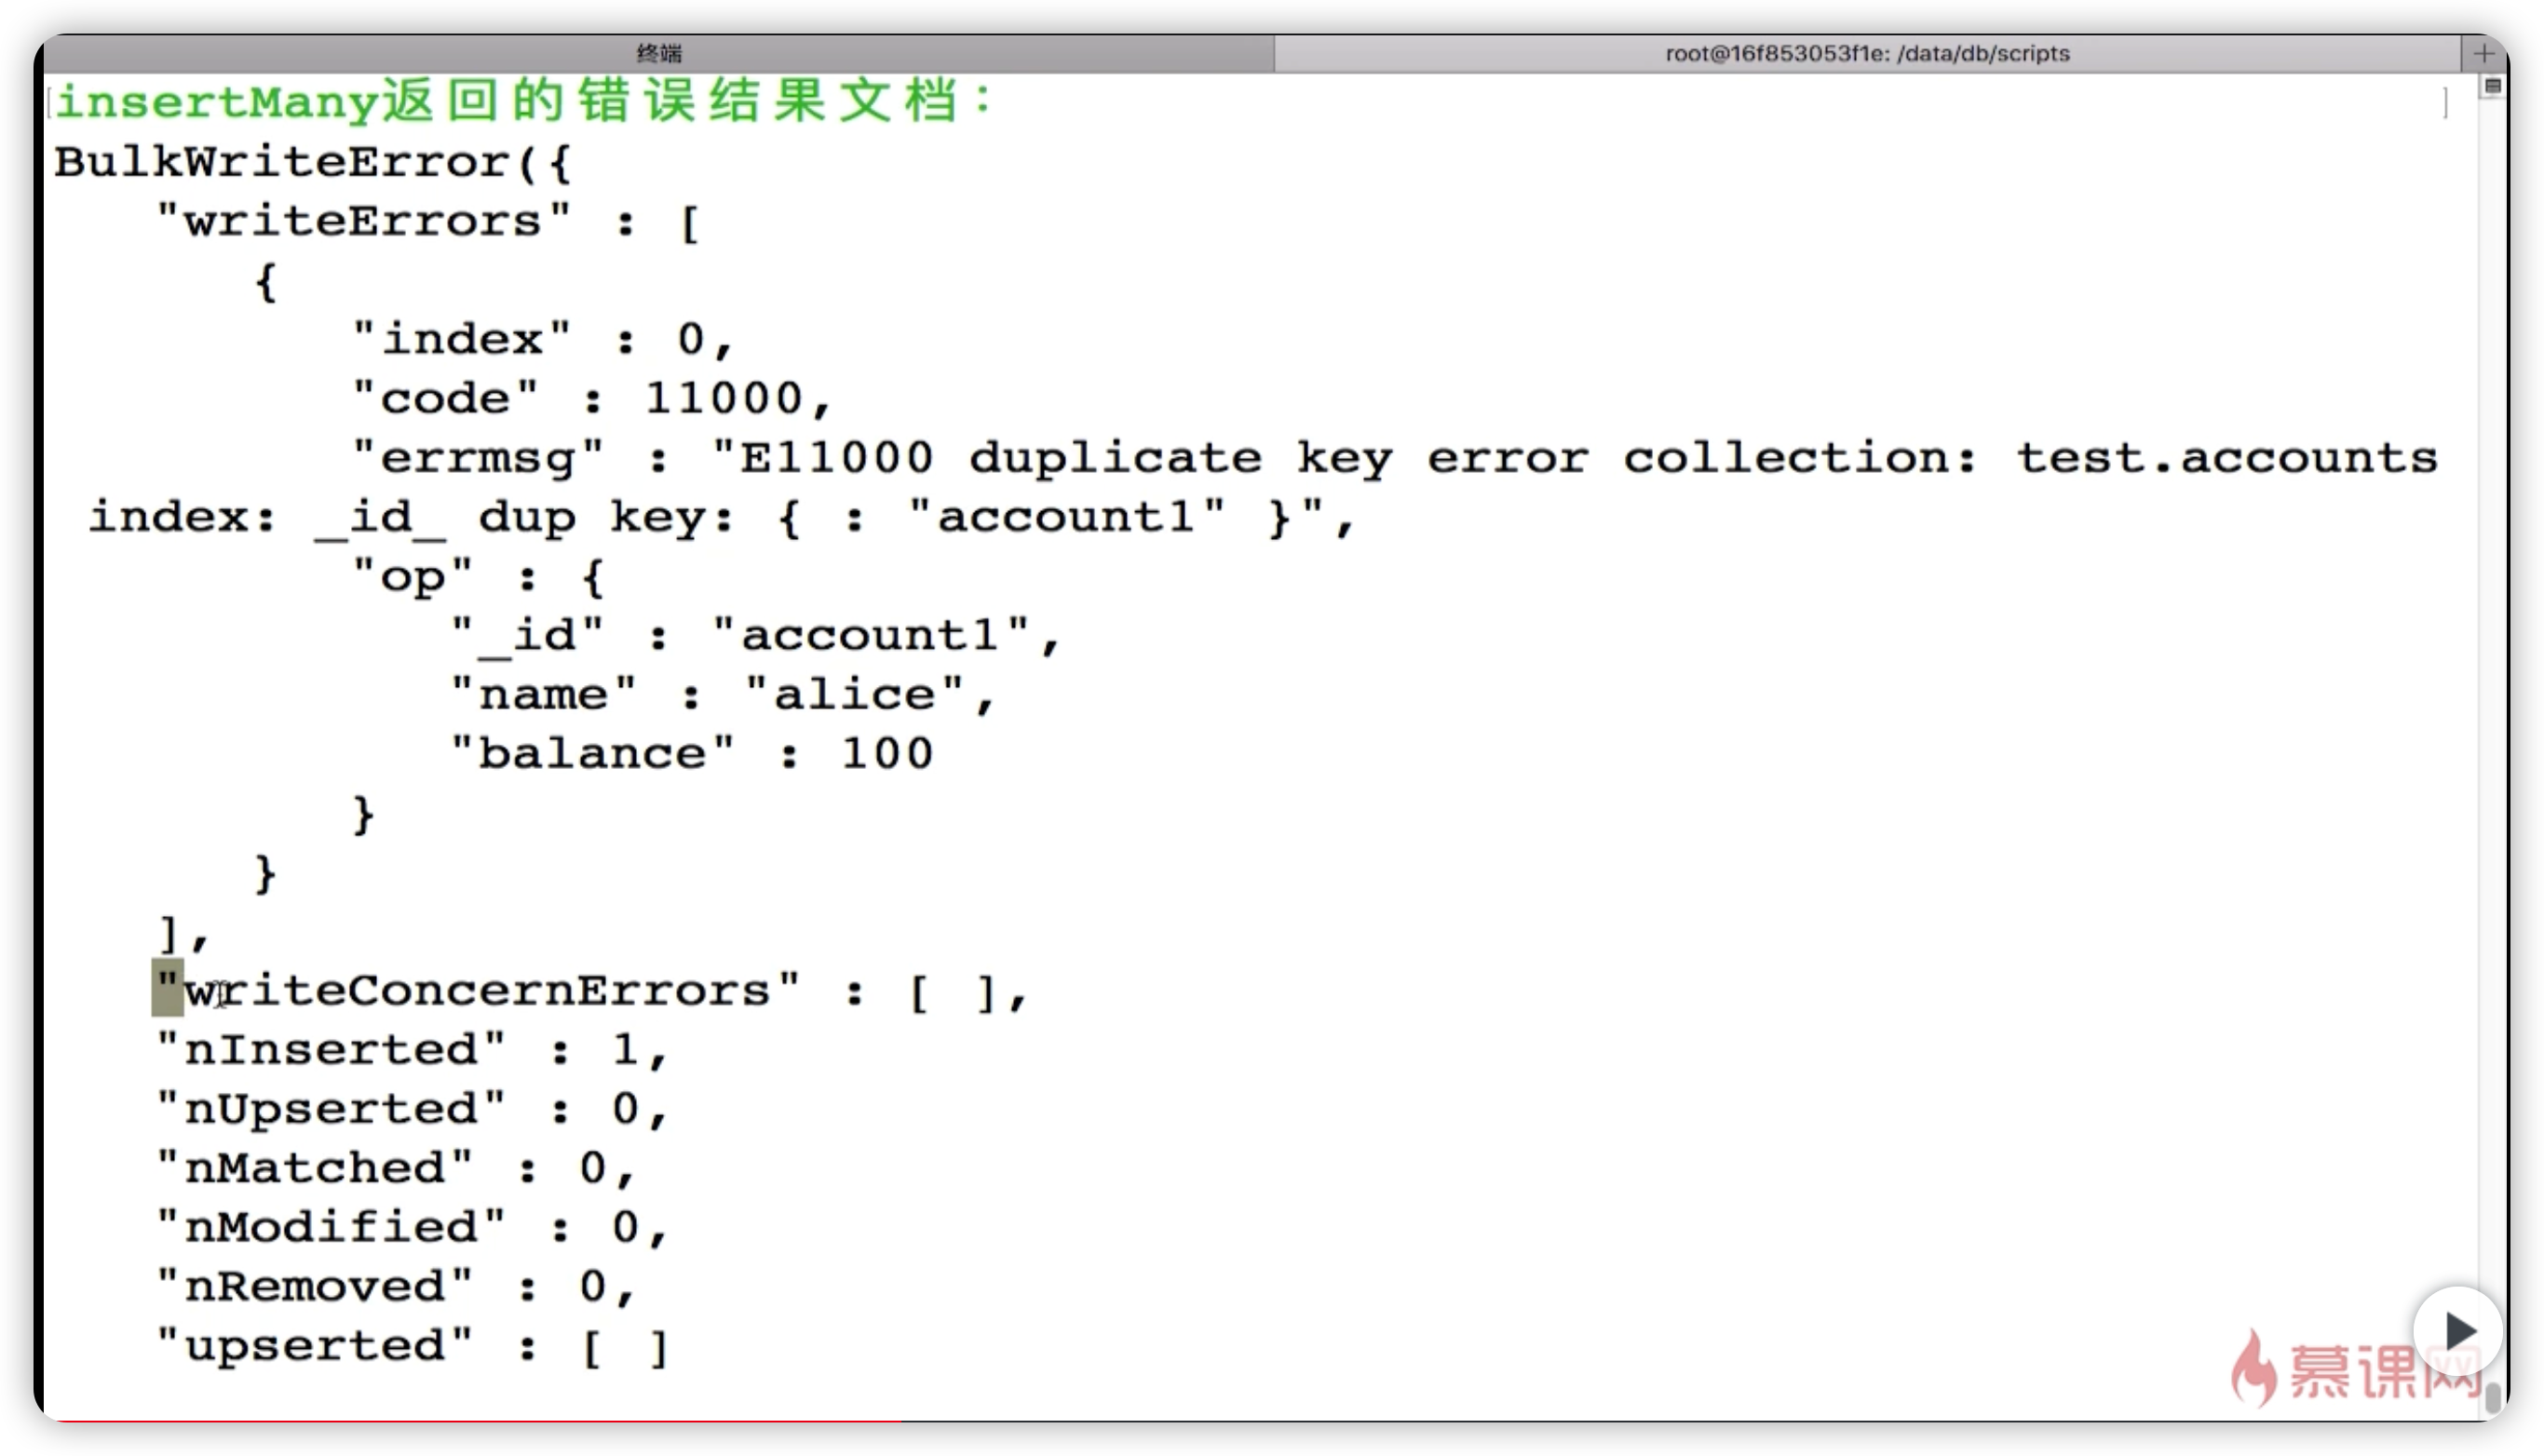 终端
root@16f853053f1e: /data/db/scripts
insertMany返回的错误结果文档：
BulkWriteError({
"writeErrors" : [
{
"index" : 0,
"code" : 11000,
"errmsg" : "E11000 duplicate key error collection: test.accounts
index: _id_ dup key: { : "account1" }",
"op" : {
"_id" : "account1",
"name" : "alice",
"balance" : 100
}
}
],
"writeConcernErrors" : [ ],
"nInserted" : 1,
"nUpserted" : 0,
"nMatched" : 0,
"nModified" : 0,
"nRemoved" : 0,
"upserted" : [ ]
慕课网